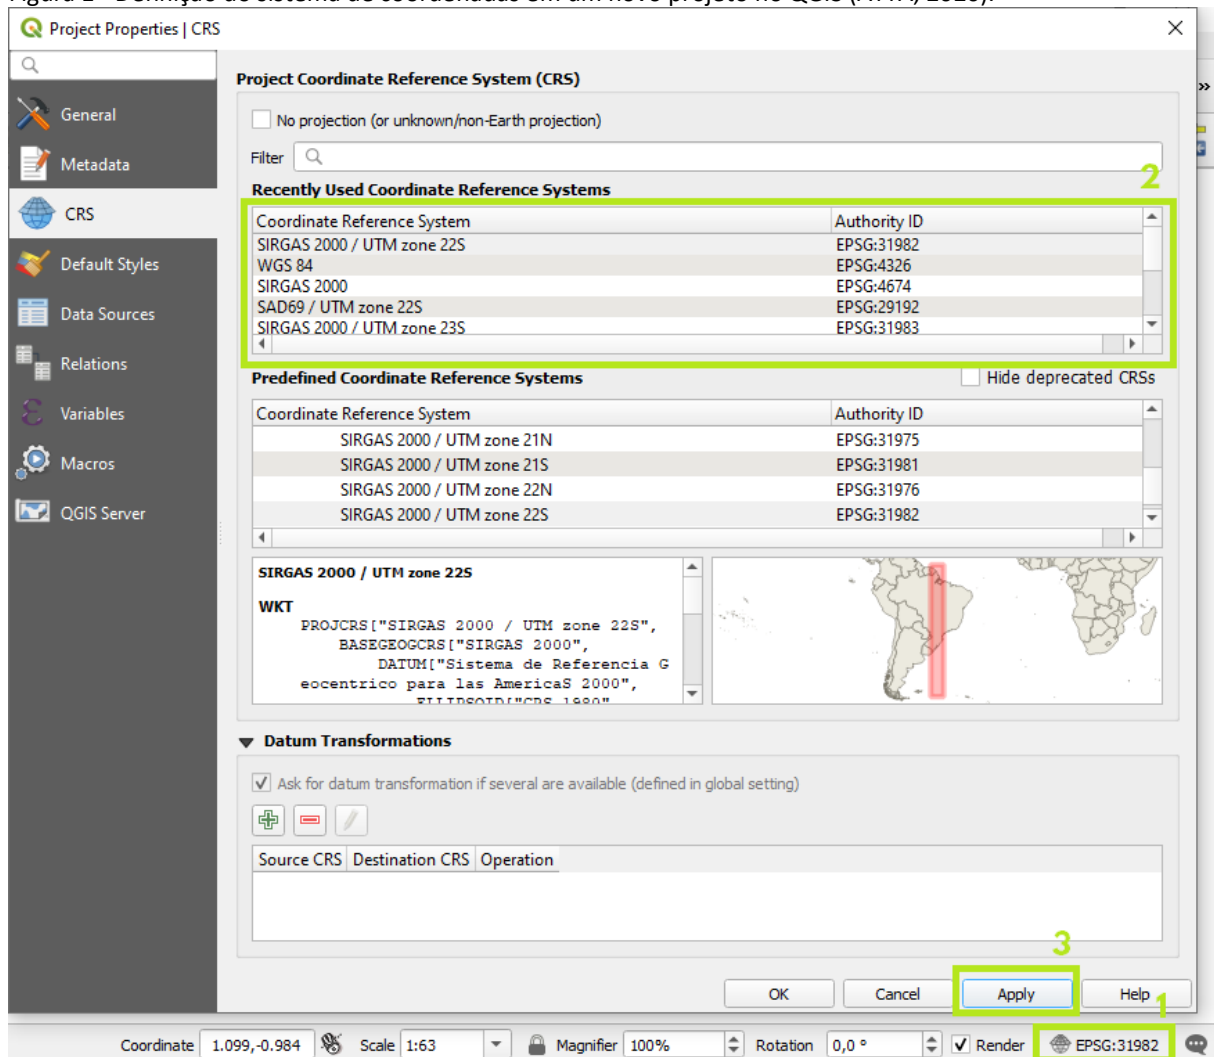 Project Properties | CRS
General
Metadata
CRS
Default Styles
Data Sources
Relations
Variables
Macros
QGIS Server
Project Coordinate Reference System (CRS)
No projection (or unknown/non-Earth projection)
Filter
2
Recently Used Coordinate Reference Systems
Coordinate Reference System Authority ID
SIRGAS 2000 / UTM zone 22S EPSG:31982
WGS 84 EPSG:4326
SIRGAS 2000 EPSG:4674
SAD69 / UTM zone 22S EPSG:29192
SIRGAS 2000 / UTM zone 23S EPSG:31983
Predefined Coordinate Reference Systems Hide deprecated CRSs
Coordinate Reference System Authority ID
SIRGAS 2000 / UTM zone 21N EPSG:31975
SIRGAS 2000 / UTM zone 21S EPSG:31981
SIRGAS 2000 / UTM zone 22N EPSG:31976
SIRGAS 2000 / UTM zone 22S EPSG:31982
SIRGAS 2000 / UTM zone 22S
WKT
PROJCRS["SIRGAS 2000 / UTM zone 22S",
BASEGEOGCRS["SIRGAS 2000",
DATUM["Sistema de Referencia G
eocentrico para las AmericaS 2000",
Datum Transformations
Ask for datum transformation if several are available (defined in global setting)
Source CRS Destination CRS Operation
3
OK Cancel Apply Help
1
Coordinate 1.099,-0.984 Scale 1:63 Magnifier 100% Rotation 0,0 ° Render EPSG:31982